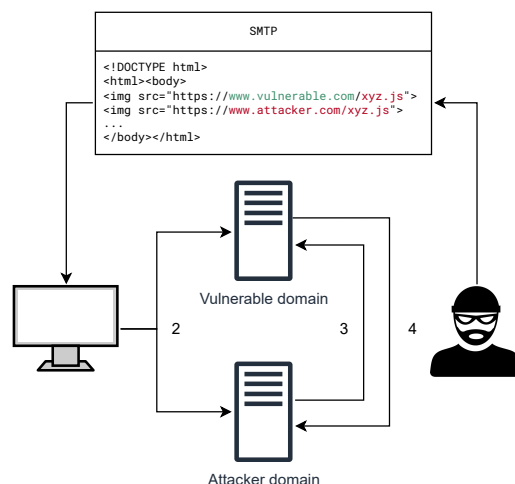 SMTP
<!DOCTYPE html>
<html><body>
<img src="https://www.vulnerable.com/xyz.js">
<img src="https://www.attacker.com/xyz.js">
...
</body></html>
Vulnerable domain
2
3
4
Attacker domain